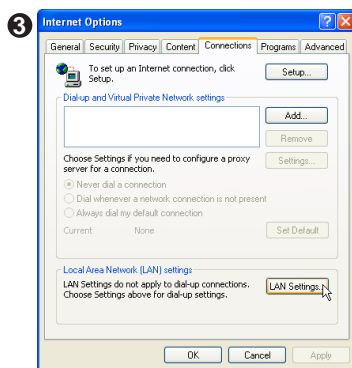 3
Internet Options
General Security Privacy Content Connections Programs Advanced
To set up an Internet connection, click
Setup.
Setup...
Dial-up and Virtual Private Network settings
Add...
Remove
Choose Settings if you need to configure a proxy
server for a connection.
Settings...
Never dial a connection
Dial whenever a network connection is not present
Always dial my default connection
Current None
Set Default
Local Area Network (LAN) settings
LAN Settings do not apply to dial-up connections.
Choose Settings above for dial-up settings.
LAN Settings...
OK Cancel Apply